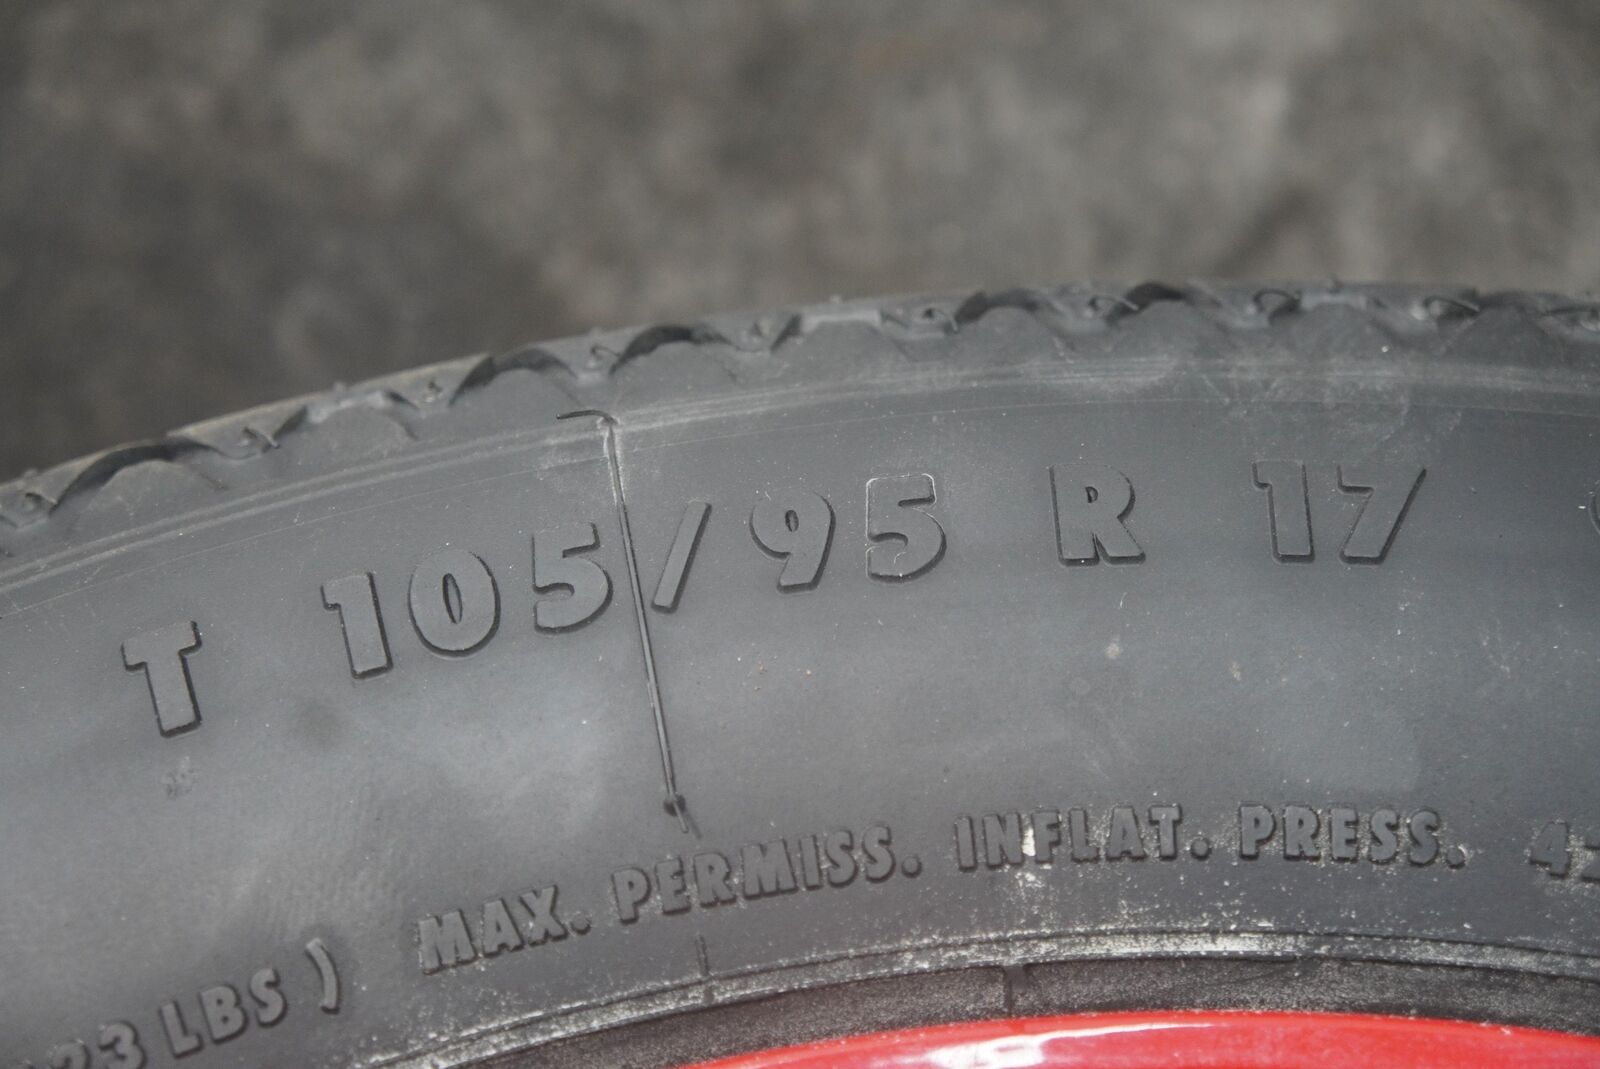 T 105/95 R 17
LBS ) MAX. PERMISS. INFLAT. PRESS.